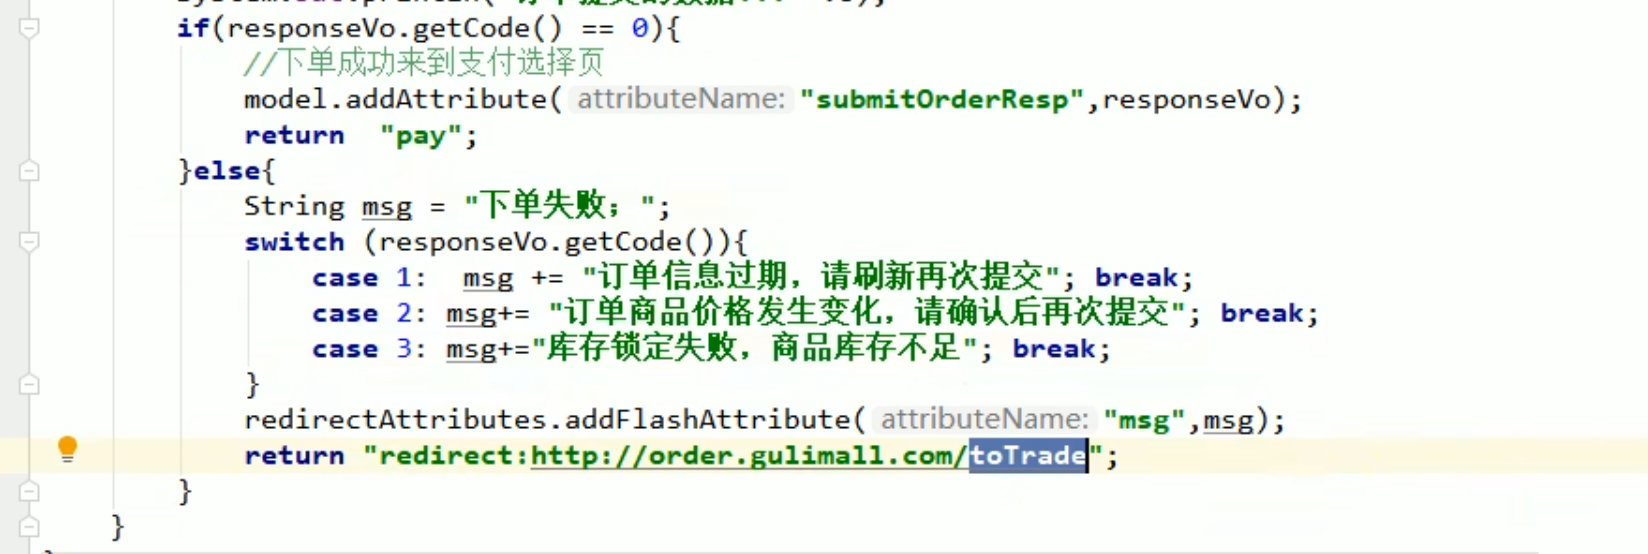 if(responseVo.getCode() == 0){
//下单成功来到支付选择页
model.addAttribute( attributeName: "submitOrderResp",responseVo);
return  "pay";
}else{
String msg = "下单失败；";
switch (responseVo.getCode()){
case 1:  msg += "订单信息过期，请刷新再次提交"; break;
case 2: msg+= "订单商品价格发生变化，请确认后再次提交"; break;
case 3: msg+="库存锁定失败，商品库存不足"; break;
}
redirectAttributes.addFlashAttribute( attributeName: "msg",msg);
return "redirect:http://order.gulimall.com/toTrade";
}
}